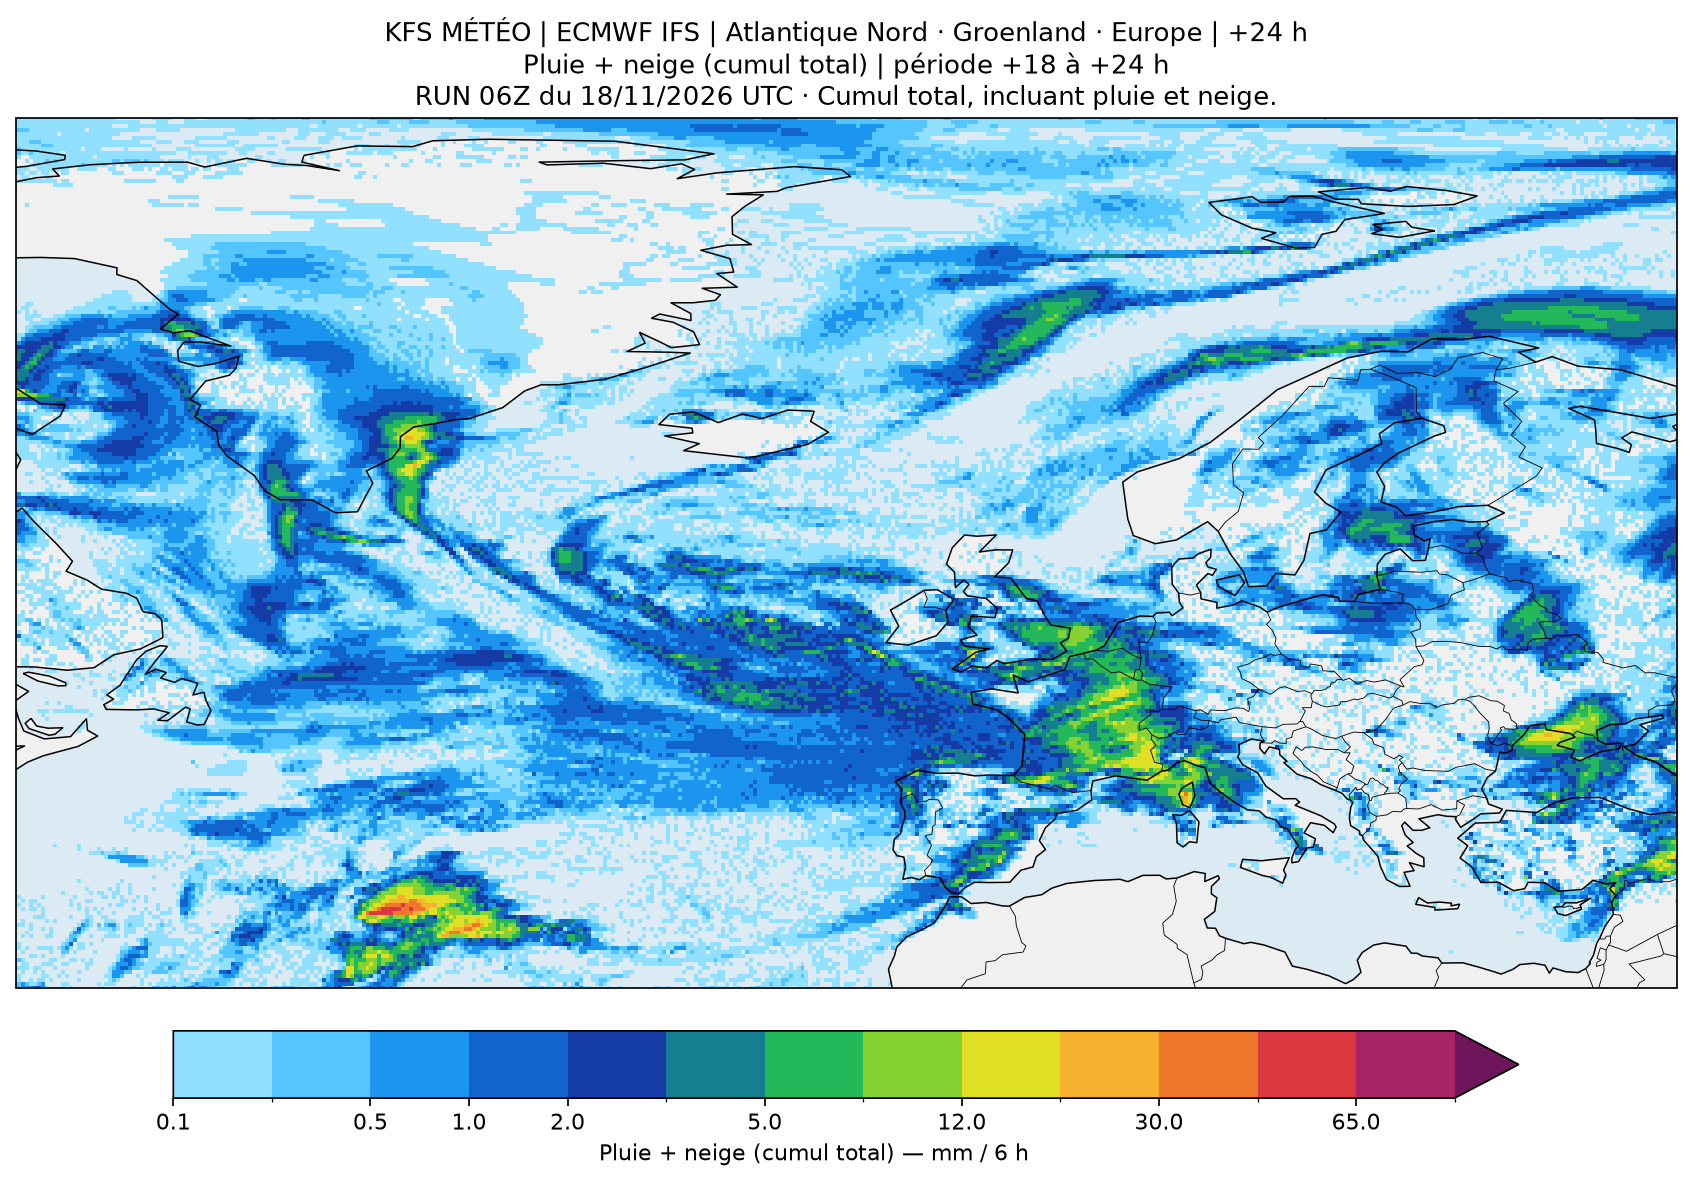 KFS MÉTÉO | ECMWF IFS | Atlantique Nord · Groenland · Europe | +24 h
Pluie + neige (cumul total) | période +18 à +24 h
RUN 06Z du 18/11/2026 UTC · Cumul total, incluant pluie et neige.
0.1 0.5 1.0 2.0 5.0 12.0 30.0 65.0
Pluie + neige (cumul total) — mm / 6 h